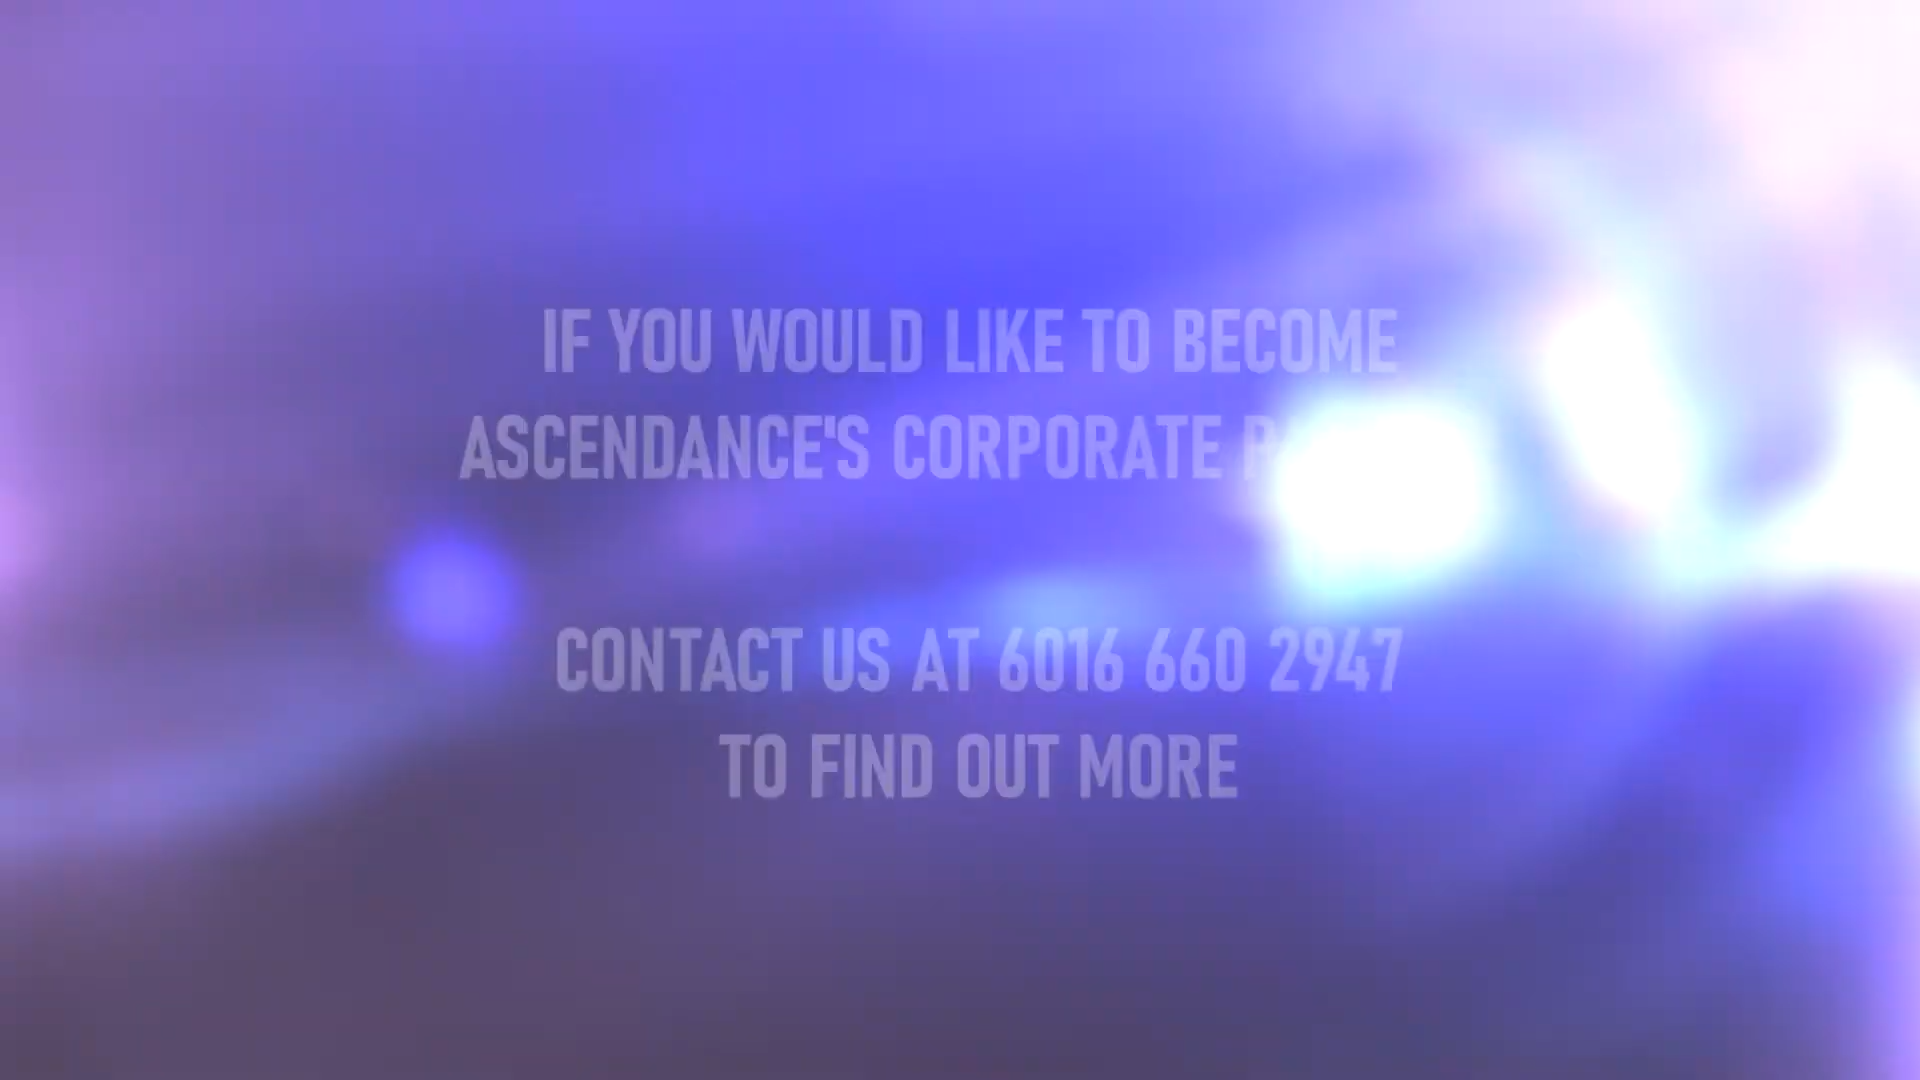 IF YOU WOULD LIKE TO BECOME
ASCENDANCE'S CORPORATE
CONTACT US AT 6016 660 2947
TO FIND OUT MORE